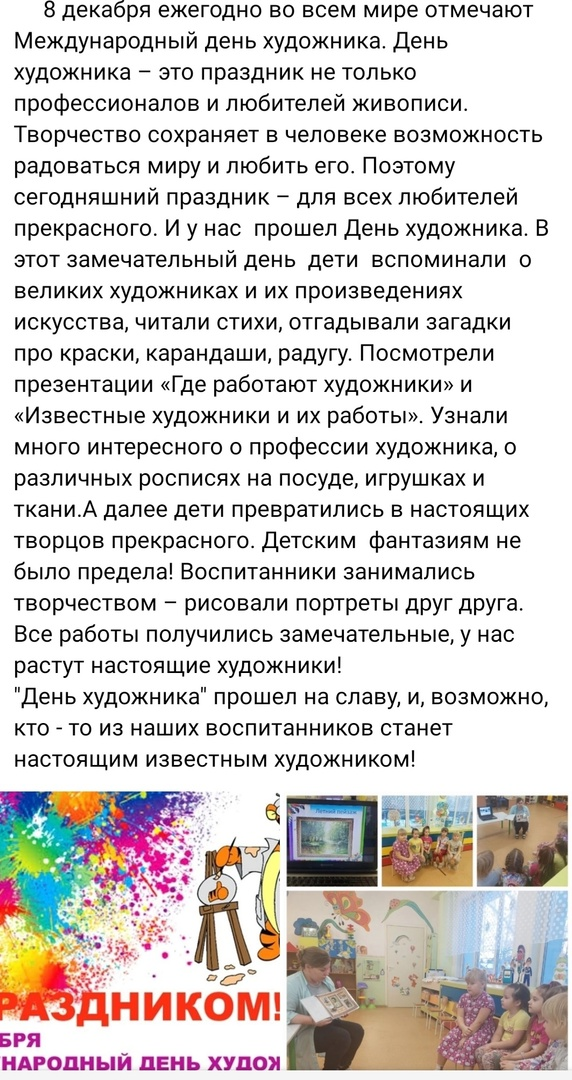 8 декабря ежегодно во всем мире отмечают
Международный день художника. День
художника – это праздник не только
профессионалов и любителей живописи.
Творчество сохраняет в человеке возможность
радоваться миру и любить его. Поэтому
сегодняшний праздник – для всех любителей
прекрасного. И у нас  прошел День художника. В
этот замечательный день  дети  вспоминали  о
великих художниках и их произведениях
искусства, читали стихи, отгадывали загадки
про краски, карандаши, радугу. Посмотрели
презентации «Где работают художники» и
«Известные художники и их работы». Узнали
много интересного о профессии художника, о
различных росписях на посуде, игрушках и
ткани.А далее дети превратились в настоящих
творцов прекрасного. Детским  фантазиям не
было предела! Воспитанники занимались
творчеством – рисовали портреты друг друга.
Все работы получились замечательные, у нас
растут настоящие художники!
"День художника" прошел на славу, и, возможно,
кто - то из наших воспитанников станет
настоящим известным художником!
РАЗДНИКОМ!
БРЯ
НАРОДНЫЙ ДЕНЬ ХУДОЖ